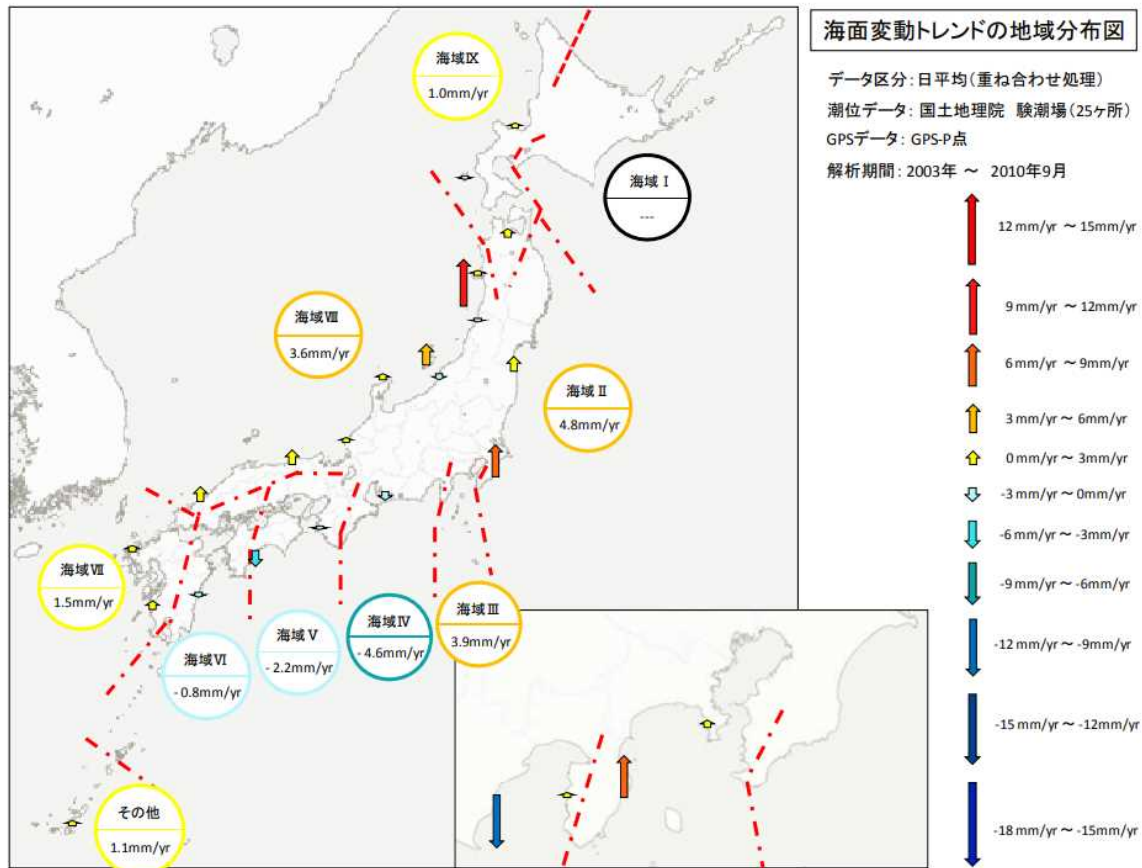 海面変動トレンドの地域分布図
データ区分：日平均（重ね合わせ処理）
潮位データ： 国土地理院 験潮場（25ヶ所）
GPSデータ： GPS-P点
解析期間： 2003年 ～ 2010年9月
12 mm/yr ～15mm/yr
9 mm/yr ～12mm/yr
6 mm/yr ～9mm/yr
3 mm/yr ～6mm/yr
0 mm/yr ～3mm/yr
-3 mm/yr ～0mm/yr
-6 mm/yr ～-3mm/yr
-9 mm/yr ～-6mm/yr
-12 mm/yr ～-9mm/yr
-15 mm/yr ～-12mm/yr
-18 mm/yr ～-15mm/yr
海域Ⅸ
1.0mm/yr
海域Ⅰ
---
海域Ⅷ
3.6mm/yr
海域Ⅱ
4.8mm/yr
海域Ⅶ
1.5mm/yr
海域Ⅵ
- 0.8mm/yr
海域Ⅴ
- 2.2mm/yr
海域Ⅳ
- 4.6mm/yr
海域Ⅲ
3.9mm/yr
その他
1.1mm/yr